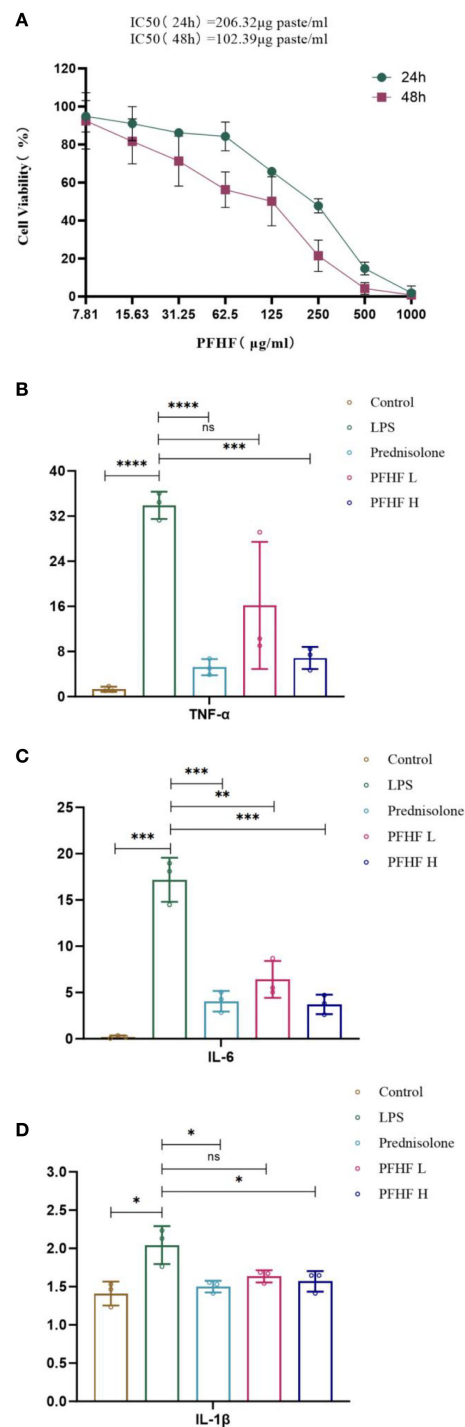 A
IC50( 24h) =206.32μg paste/ml
IC50( 48h) =102.39μg paste/ml
120
100
80
60
40
20
0
Cell Viability( %)
24h
48h
7.81 15.63 31.25 62.5 125 250 500 1000
PFHF( μg/ml)
B
****
ns
***
****
Control
LPS
Prednisolone
PFHF L
PFHF H
40
32
24
16
8
0
TNF-α
C
***
**
***
***
Control
LPS
Prednisolone
PFHF L
PFHF H
25
20
15
10
5
0
IL-6
D
*
ns
*
*
Control
LPS
Prednisolone
PFHF L
PFHF H
3.0
2.5
2.0
1.5
1.0
0.5
0.0
IL-1β